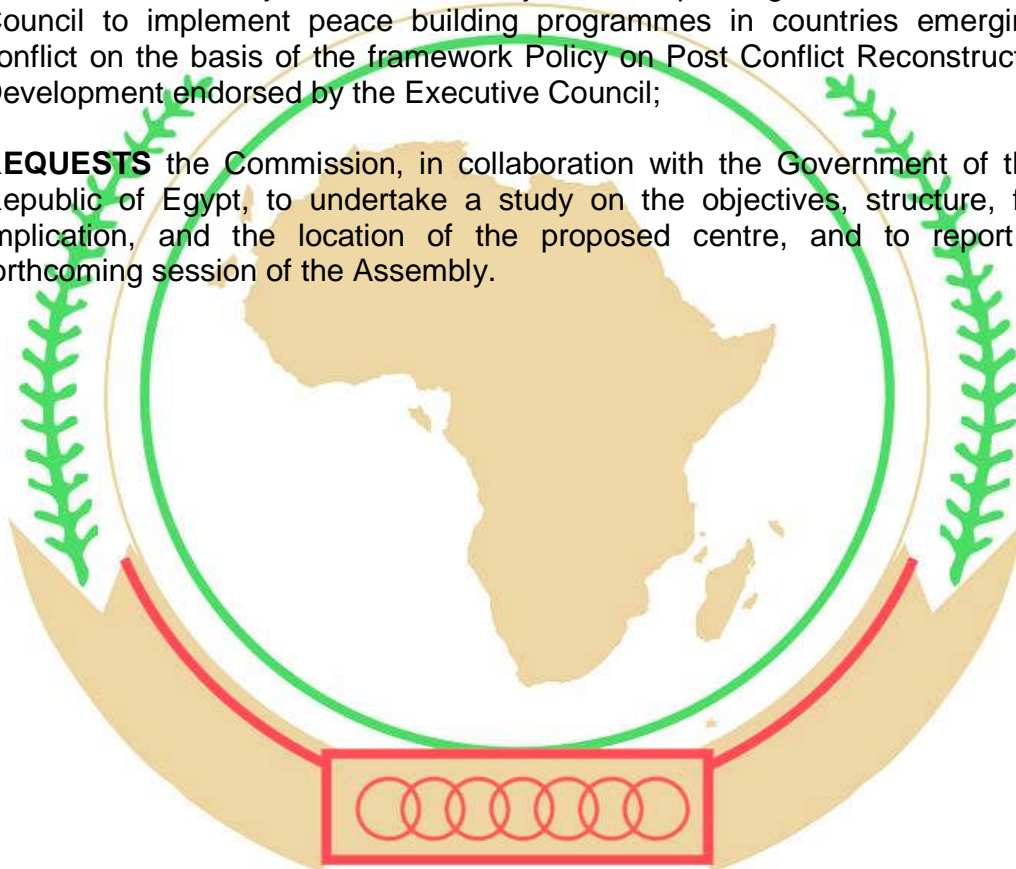 Council to implement peace building programmes in countries emergin
conflict on the basis of the framework Policy on Post Conflict Reconstruct
Development endorsed by the Executive Council;
EQUESTS the Commission, in collaboration with the Government of th
epublic of Egypt, to undertake a study on the objectives, structure, f
mplication, and the location of the proposed centre, and to report
orthcoming session of the Assembly.